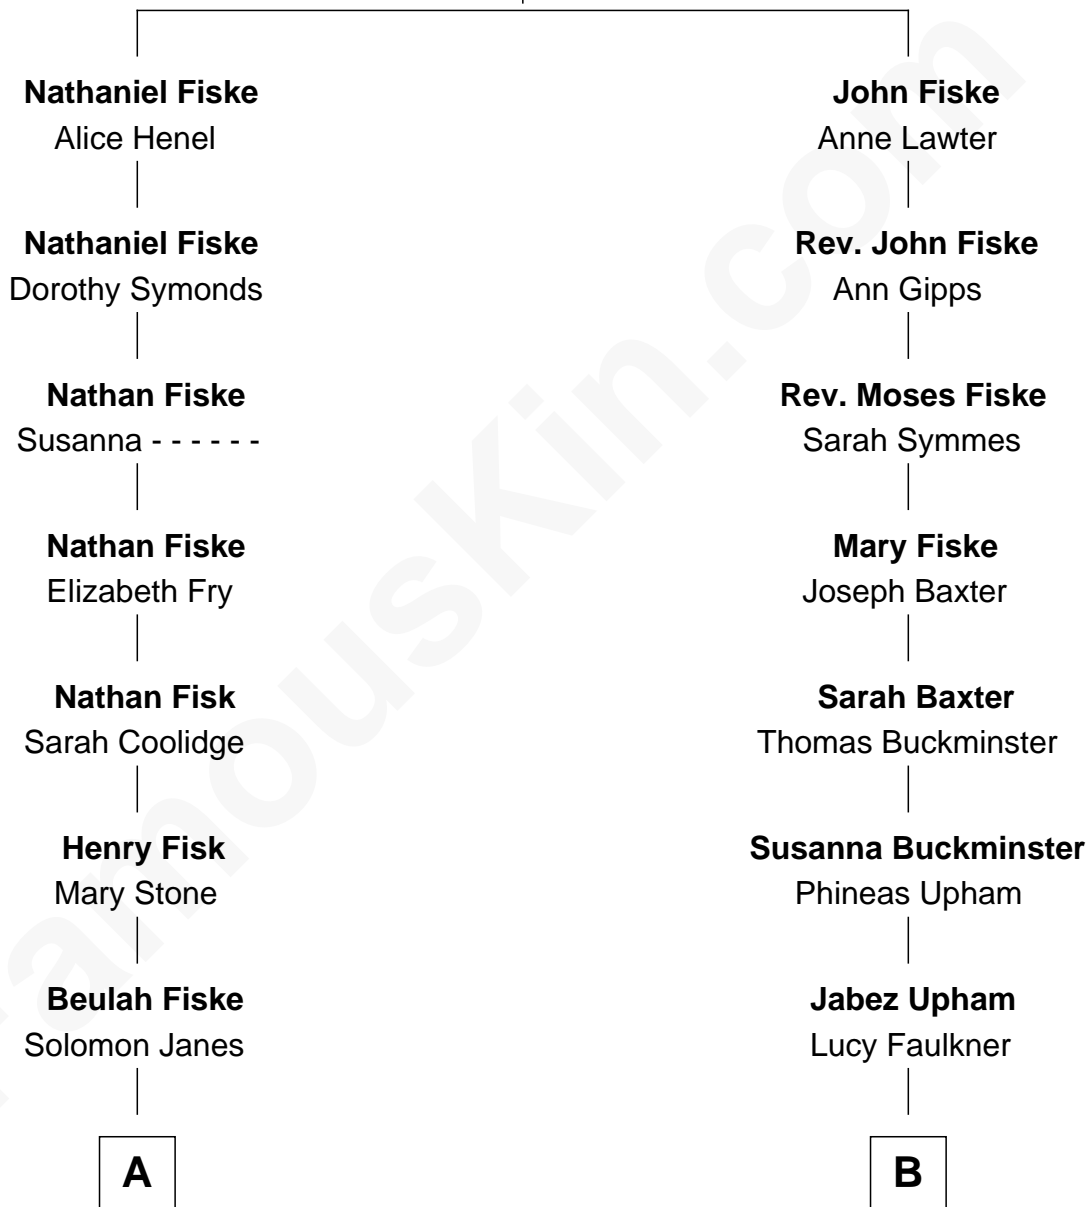 Nathaniel Fiske
Alice Henel
Nathaniel Fiske
Dorothy Symonds
Nathan Fiske
Susanna - - - - - -
Nathan Fiske
Elizabeth Fry
Nathan Fisk
Sarah Coolidge
Henry Fisk
Mary Stone
Beulah Fiske
Solomon Janes
A
John Fiske
Anne Lawter
Rev. John Fiske
Ann Gipps
Rev. Moses Fiske
Sarah Symmes
Mary Fiske
Joseph Baxter
Sarah Baxter
Thomas Buckminster
Susanna Buckminster
Phineas Upham
Jabez Upham
Lucy Faulkner
B
FamousKin.com